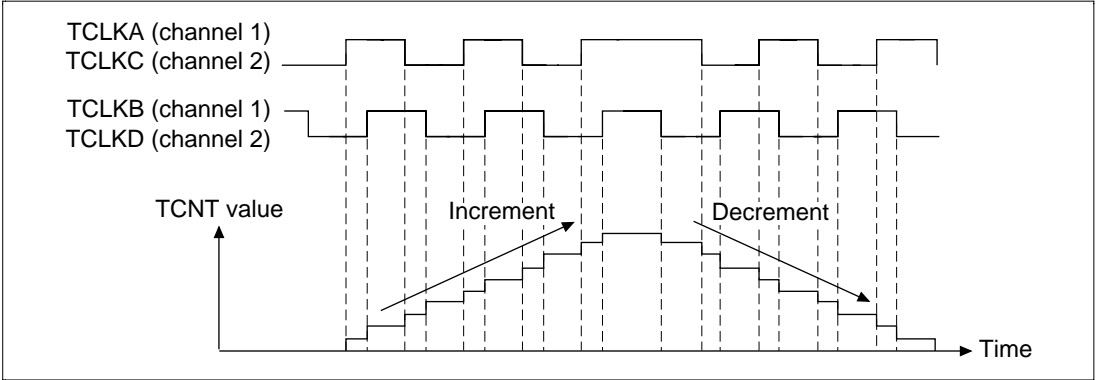 TCLKA (channel 1)
TCLKC (channel 2)
TCLKB (channel 1)
TCLKD (channel 2)
TCNT value
Increment
Decrement
Time